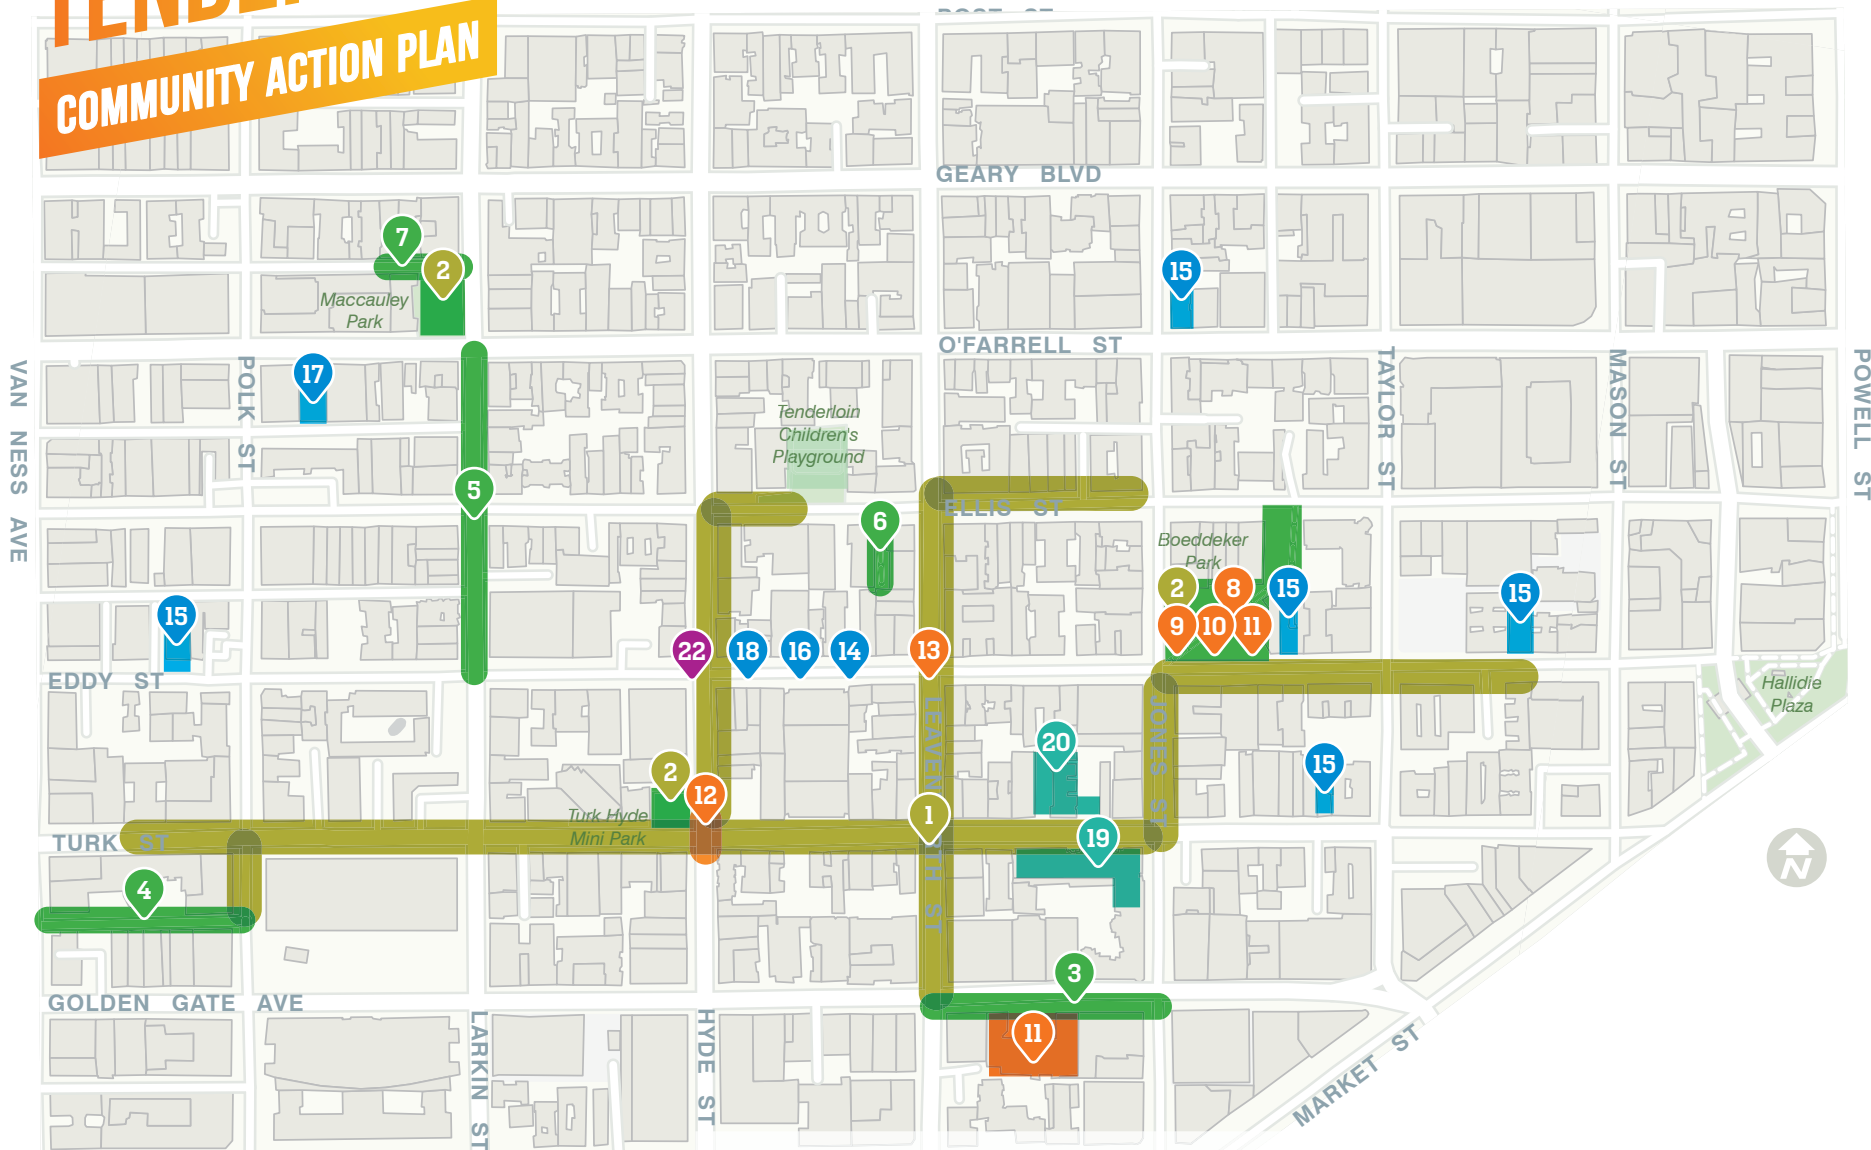 COMMUNITY ACTION PLAN
POST ST
GEARY BLVD
7
2
15
Maccauley
Park
O'FARRELL ST
VAN NESS AVE
POLK ST
17
TAYLOR ST
MASON ST
POWELL ST
Tenderloin
Children's
Playground
5
ELLIS ST
6
Boeddeker
Park
2
8
15
15
15
9
10
11
22
18
16
14
13
EDDY ST
Hallidie
Plaza
LEAVENWORTH ST
JONES ST
20
2
12
15
1
Turk Hyde
Mini Park
TURK ST
19
4
N
3
GOLDEN GATE AVE
LARKIN ST
HYDE ST
11
MARKET ST